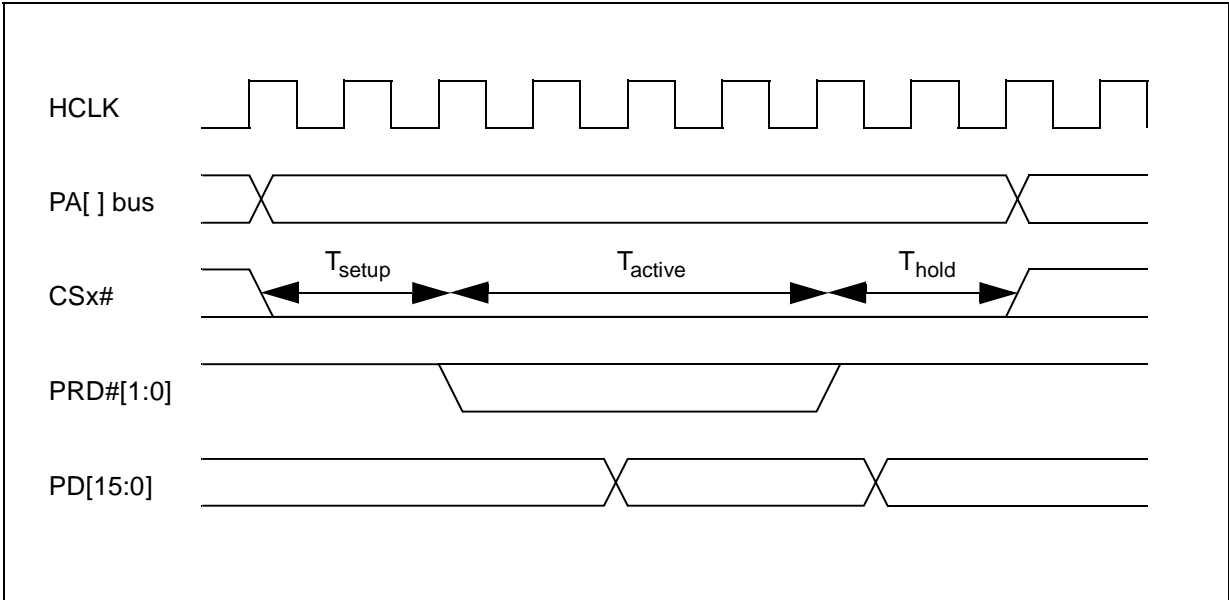 HCLK
PA[ ] bus
Tsetup Tactive Thold
CSx#
PRD#[1:0]
PD[15:0]